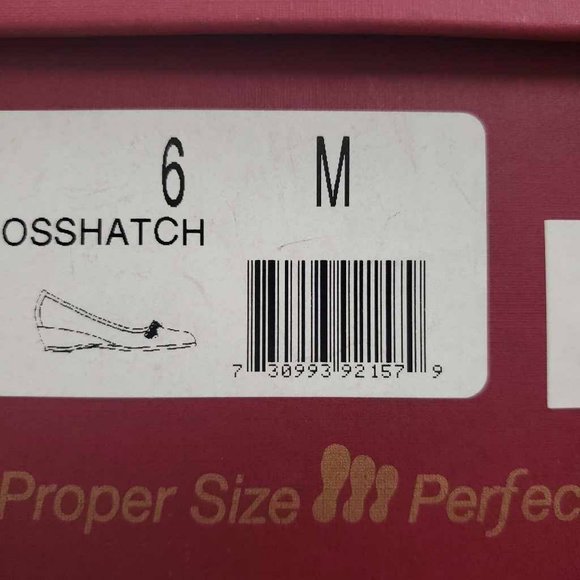 6 M
OSSHATCH
7 30993 92157 9
Proper Size Perfec